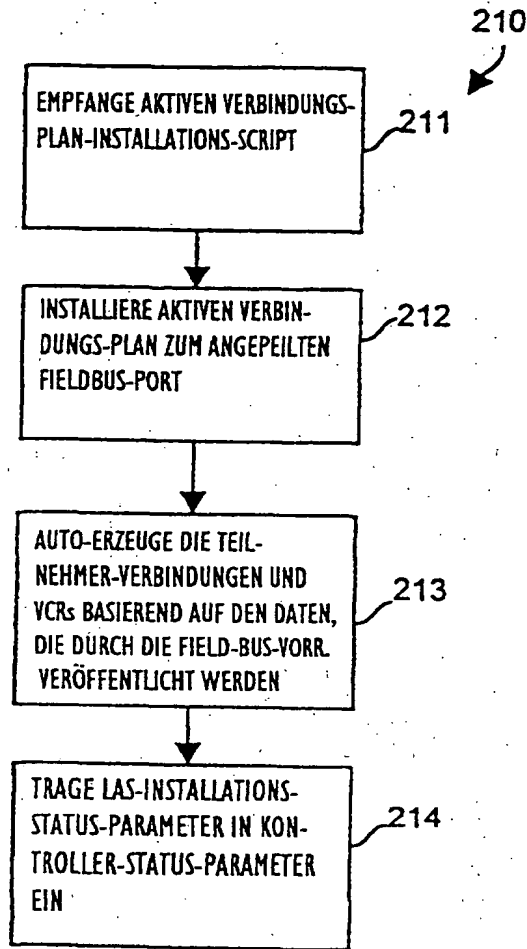 210
EMPFANGE AKTIVEN VERBINDUNGS-
PLAN-INSTALLATIONS-SCRIPT
211
INSTALLIERE AKTIVEN VERBIN-
DUNGS-PLAN ZUM ANGEPEILTEN
FIELDBUS-PORT
212
AUTO-ERZEUGE DIE TEIL-
NEHMER-VERBINDUNGEN UND
VCRs BASIEREND AUF DEN DATEN,
DIE DURCH DIE FIELD-BUS-VORR.
VERÖFFENTLICHT WERDEN
213
TRAGE LAS-INSTALLATIONS-
STATUS-PARAMETER IN KON-
TROLLER-STATUS-PARAMETER
EIN
214